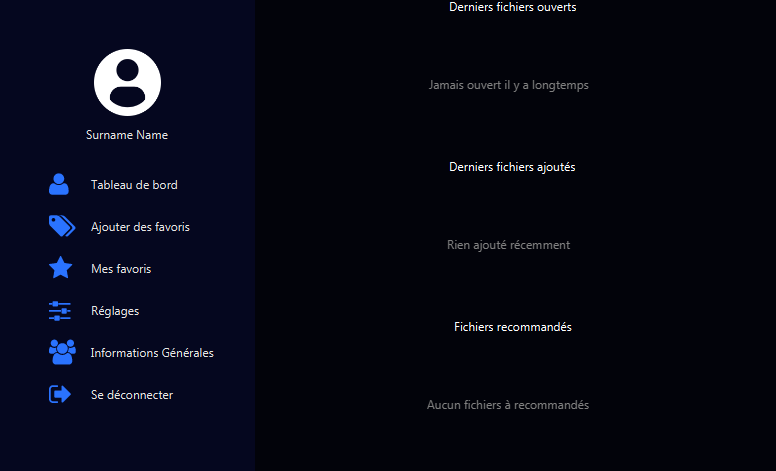 Surname Name
Tableau de bord
Ajouter des favoris
Mes favoris
Réglages
Informations Générales
Se déconnecter
Derniers fichiers ouverts
Jamais ouvert il y a longtemps
Derniers fichiers ajoutés
Rien ajouté récemment
Fichiers recommandés
Aucun fichiers à recommandés